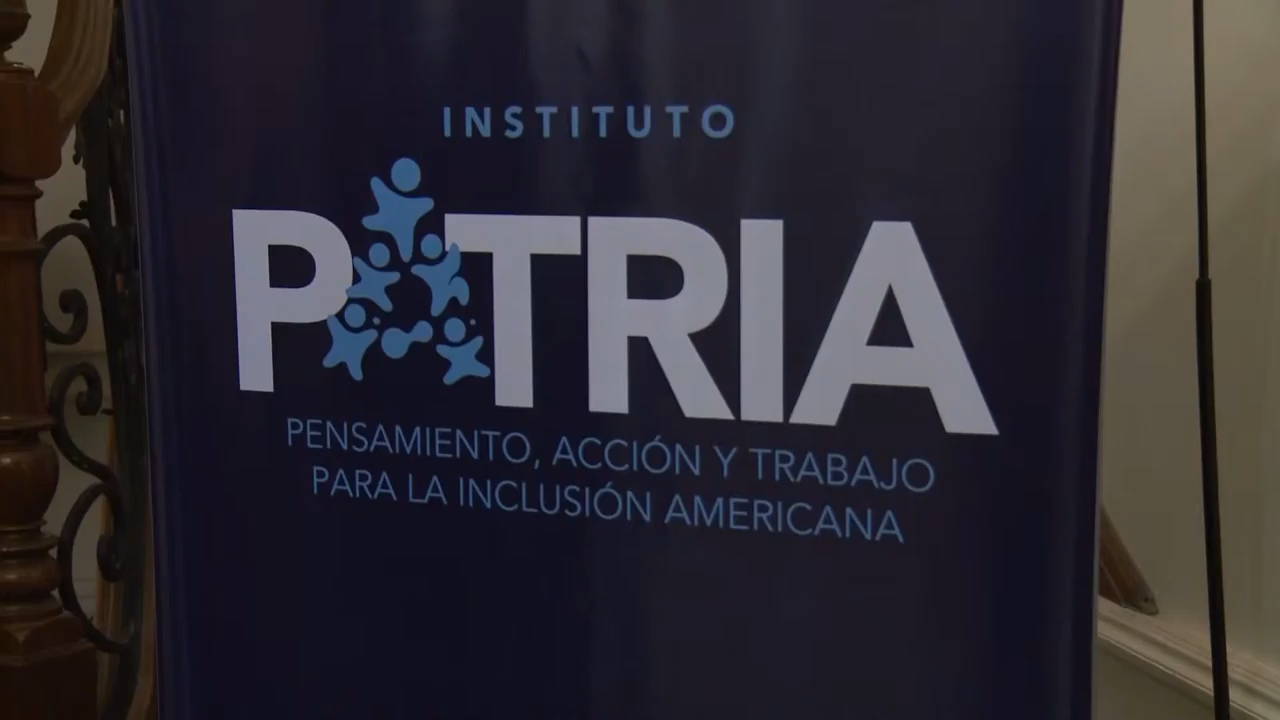 INSTITUTO
PATRIA
PENSAMIENTO, ACCIÓN Y TRABAJO
PARA LA INCLUSIÓN AMERICANA